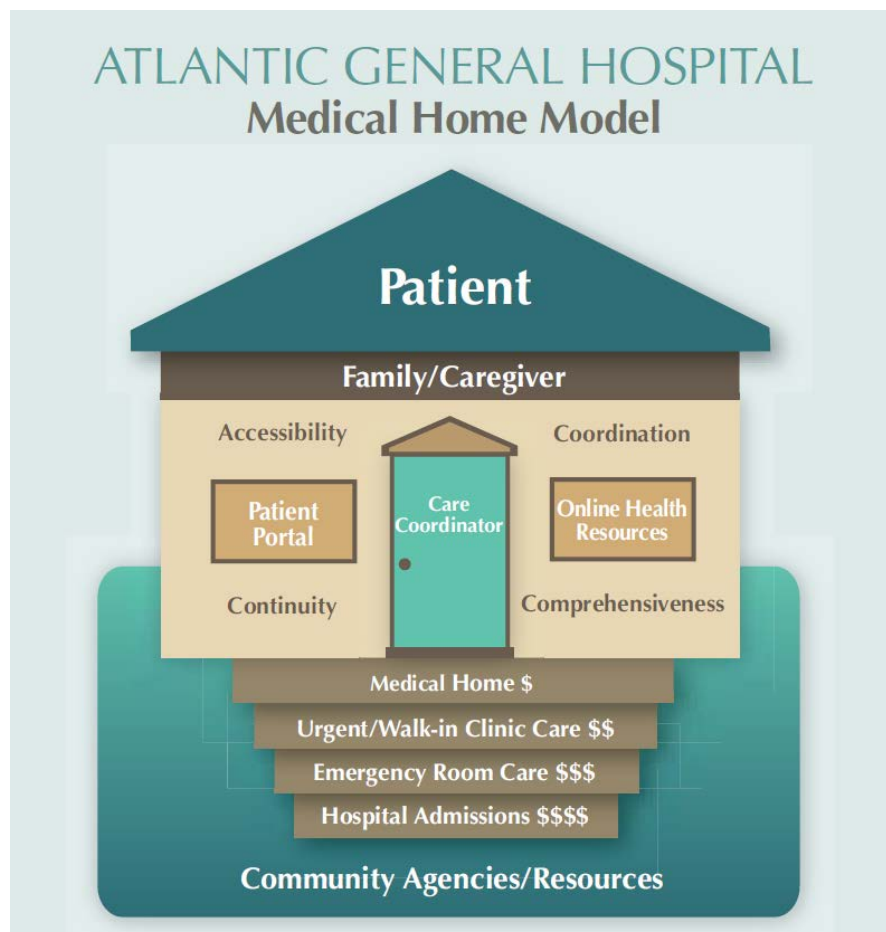 ATLANTIC GENERAL HOSPITAL
Medical Home Model
Patient
Family/Caregiver
Accessibility
Coordination
Patient
Portal
Care
Coordinator
Online Health
Resources
Continuity
Comprehensiveness
Medical Home $
Urgent/Walk-in Clinic Care $$
Emergency Room Care $$$
Hospital Admissions $$$$
Community Agencies/Resources